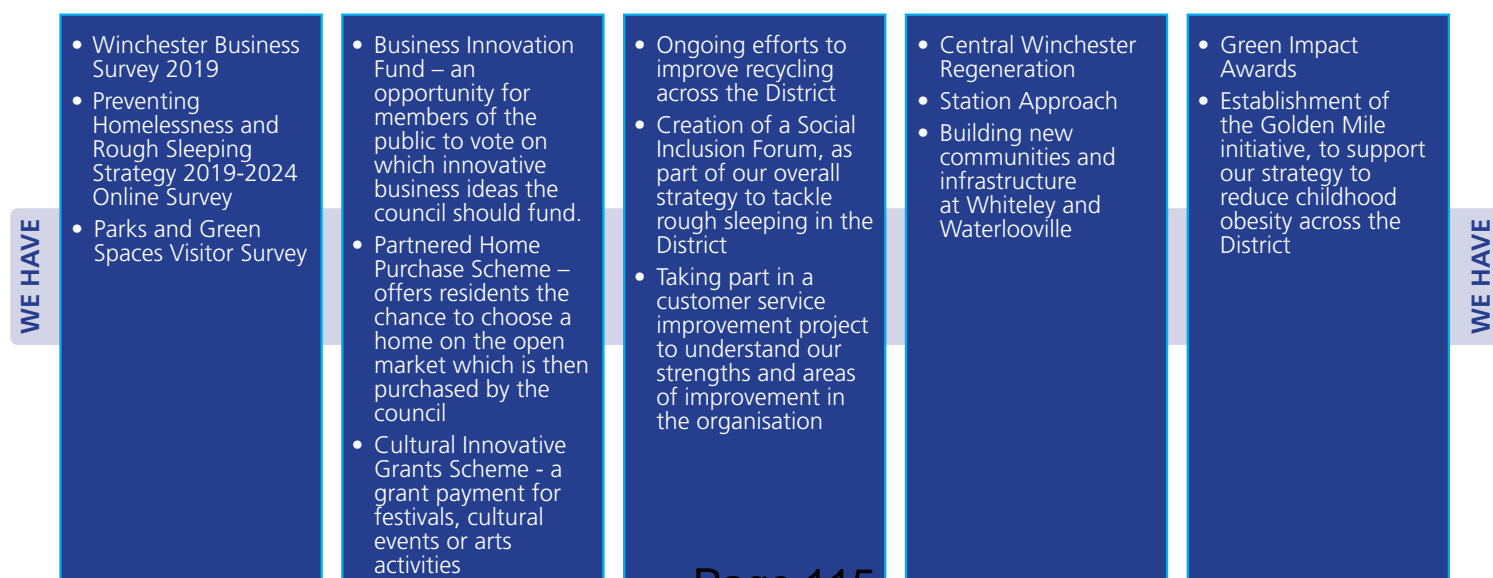 WE HAVE
• Winchester Business
Survey 2019
• Preventing
Homelessness and
Rough Sleeping
Strategy 2019-2024
Online Survey
• Parks and Green
Spaces Visitor Survey
• Business Innovation
Fund – an
opportunity for
members of the
public to vote on
which innovative
business ideas the
council should fund.
• Partnered Home
Purchase Scheme –
offers residents the
chance to choose a
home on the open
market which is then
purchased by the
council
• Cultural Innovative
Grants Scheme - a
grant payment for
festivals, cultural
events or arts
activities
• Ongoing efforts to
improve recycling
across the District
• Creation of a Social
Inclusion Forum, as
part of our overall
strategy to tackle
rough sleeping in the
District
• Taking part in a
customer service
improvement project
to understand our
strengths and areas
of improvement in
the organisation
• Central Winchester
Regeneration
• Station Approach
• Building new
communities and
infrastructure
at Whiteley and
Waterlooville
• Green Impact
Awards
• Establishment of
the Golden Mile
initiative, to support
our strategy to
reduce childhood
obesity across the
District
WE HAVE
Page 115